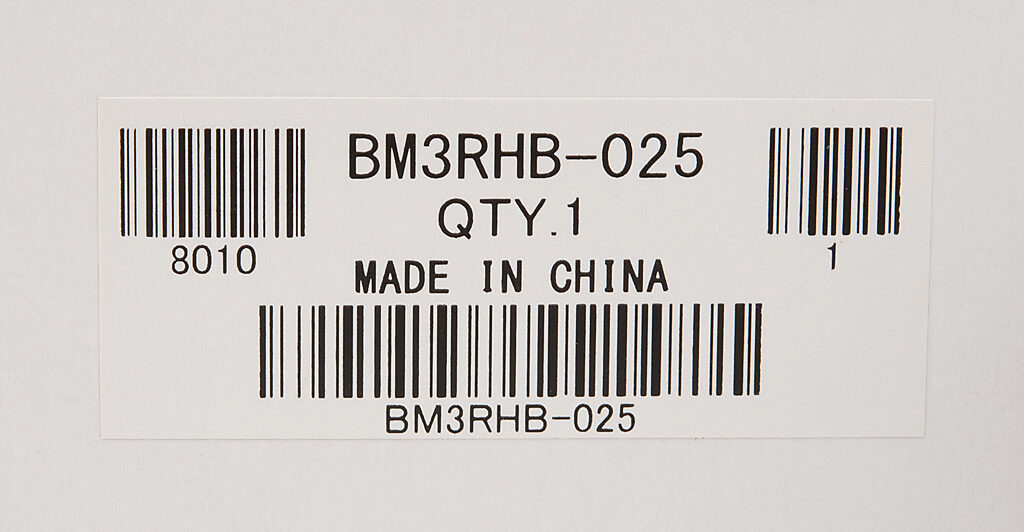 BM3RHB-025
QTY.1
8010
1
MADE IN CHINA
BM3RHB-025